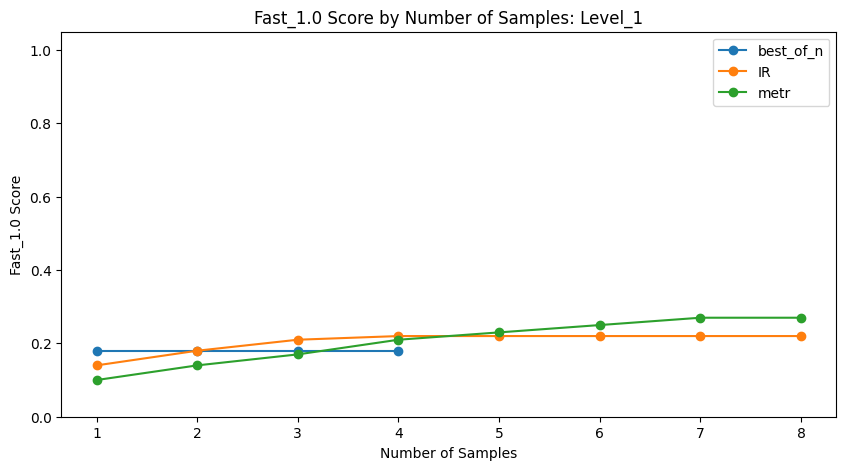 Fast_1.0 Score by Number of Samples: Level_1
best_of_n
IR
metr
Fast_1.0 Score
1.0
0.8
0.6
0.4
0.2
0.0
1 2 3 4 5 6 7 8
Number of Samples